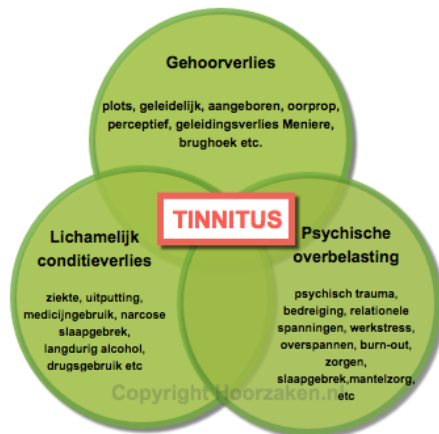 Gehoorverlies
plots, geleidelijk, aangeboren, oorprop,
perceptief, geleidingsverlies Meniere,
brughoek etc.
TINNITUS
Lichamelijk
conditieverlies
ziekte, uitputting,
medicijngebruik, narcose
slaapgebrek,
langdurig alcohol,
drugsgebruik etc
Psychische
overbelasting
psychisch trauma,
bedreiging, relationele
spanningen, werkstress,
overspannen, burn-out,
zorgen,
slaapgebrek,mantelzorg,
etc
Copyright Hoorzaken.nl